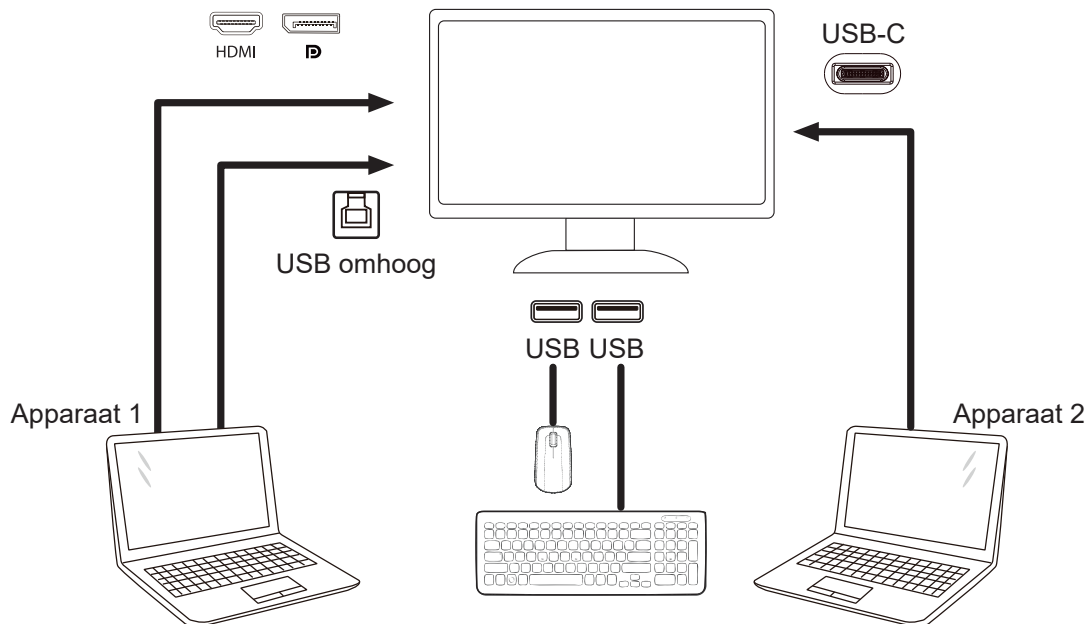 HDMI
USB-C
USB omhoog
USB USB
Apparaat 1
Apparaat 2